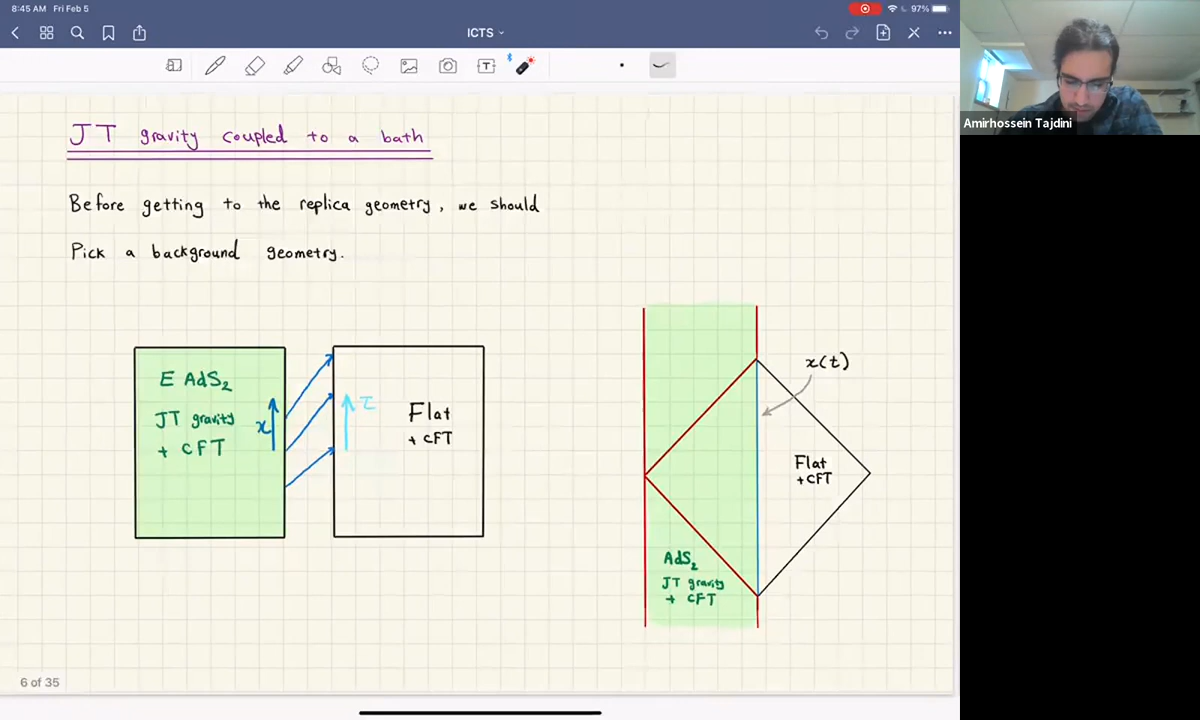 8:45 AM Fri Feb 5
97%
ICTS
JT gravity coupled to a bath
Before getting to the replica geometry, we should
Pick a background geometry.
E AdS₂
JT gravity
+ CFT
x
τ
Flat
+ CFT
x(t)
Flat
+CFT
AdS₂
JT gravity
+ CFT
6 of 35
Amirhossein Tajdini